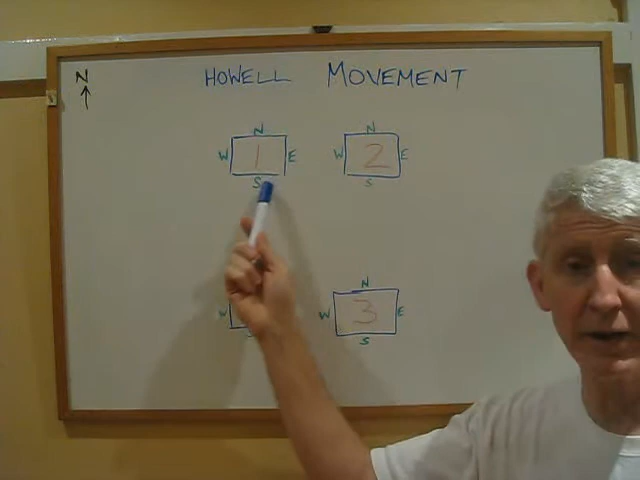 N
HOWELL MOVEMENT
N N
W 1 E W 2 E
S S
N
W W 3 E
S S